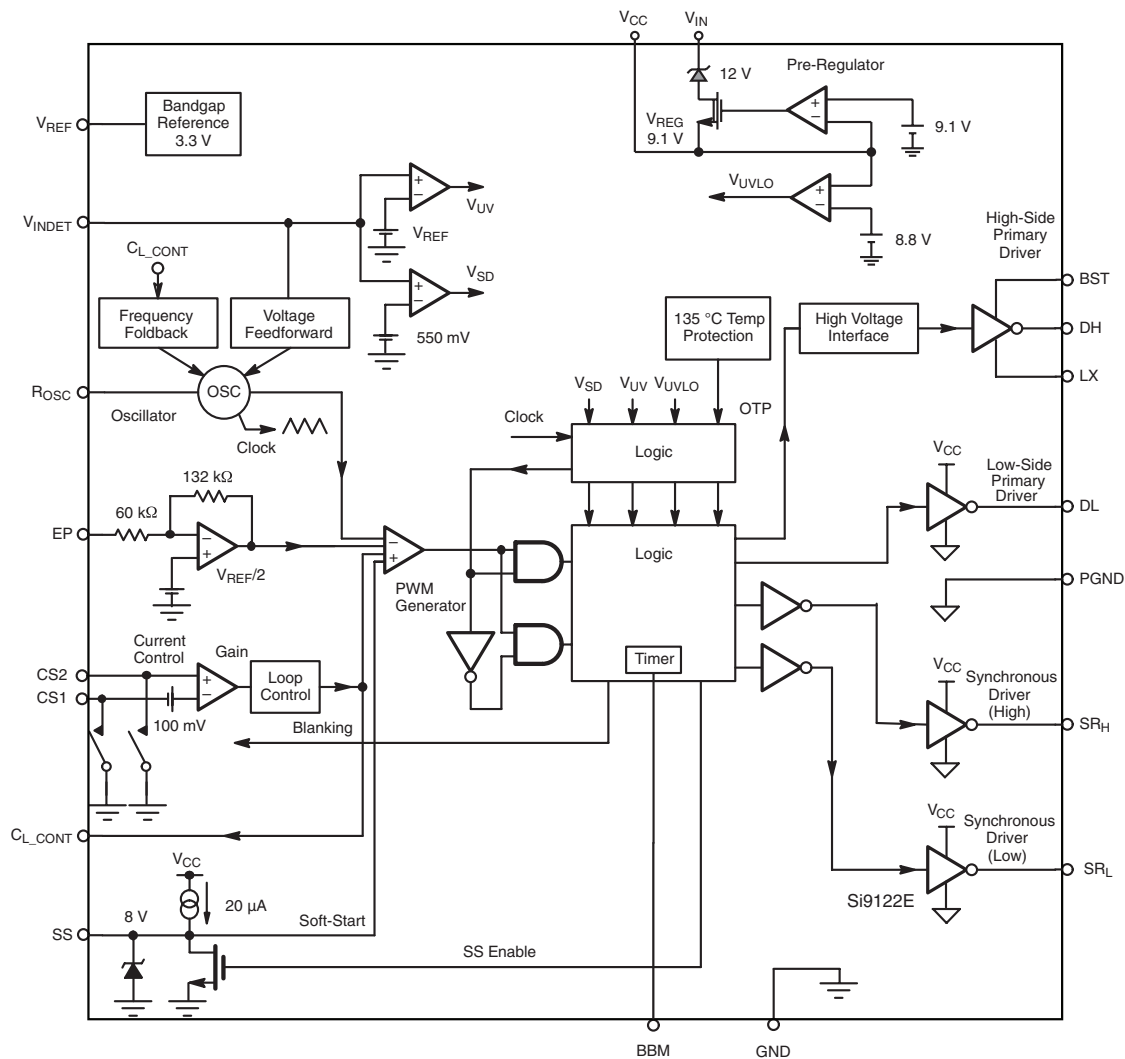 VCC
VIN
12 V
Pre-Regulator
VREG
9.1 V
+
−
9.1 V
Bandgap
Reference
3.3 V
VREF
VUVLO
+
−
8.8 V
+
−
VUV
VREF
VINDET
CL_CONT
VSD
+
−
550 mV
Frequency
Foldback
Voltage
Feedforward
High-Side
Primary
Driver
BST
DH
LX
135 °C Temp
Protection
High Voltage
Interface
ROSC
OSC
Oscillator
Clock
VSD
VUV
VUVLO
OTP
Clock
Logic
132 kΩ
60 kΩ
EP
−
+
VREF/2
−
+
PWM
Generator
Logic
Timer
VCC
Low-Side
Primary
Driver
DL
PGND
Current
Control
Gain
CS2
CS1
+
−
100 mV
Loop
Control
Blanking
VCC
Synchronous
Driver
(High)
SRH
CL_CONT
VCC
Synchronous
Driver
(Low)
SRL
Si9122E
VCC
20 µA
8 V
Soft-Start
SS
SS Enable
BBM
GND